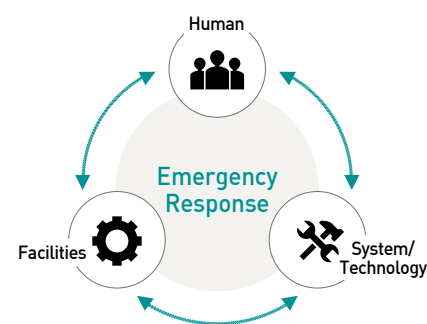 Human
Emergency
Response
Facilities
System/
Technology